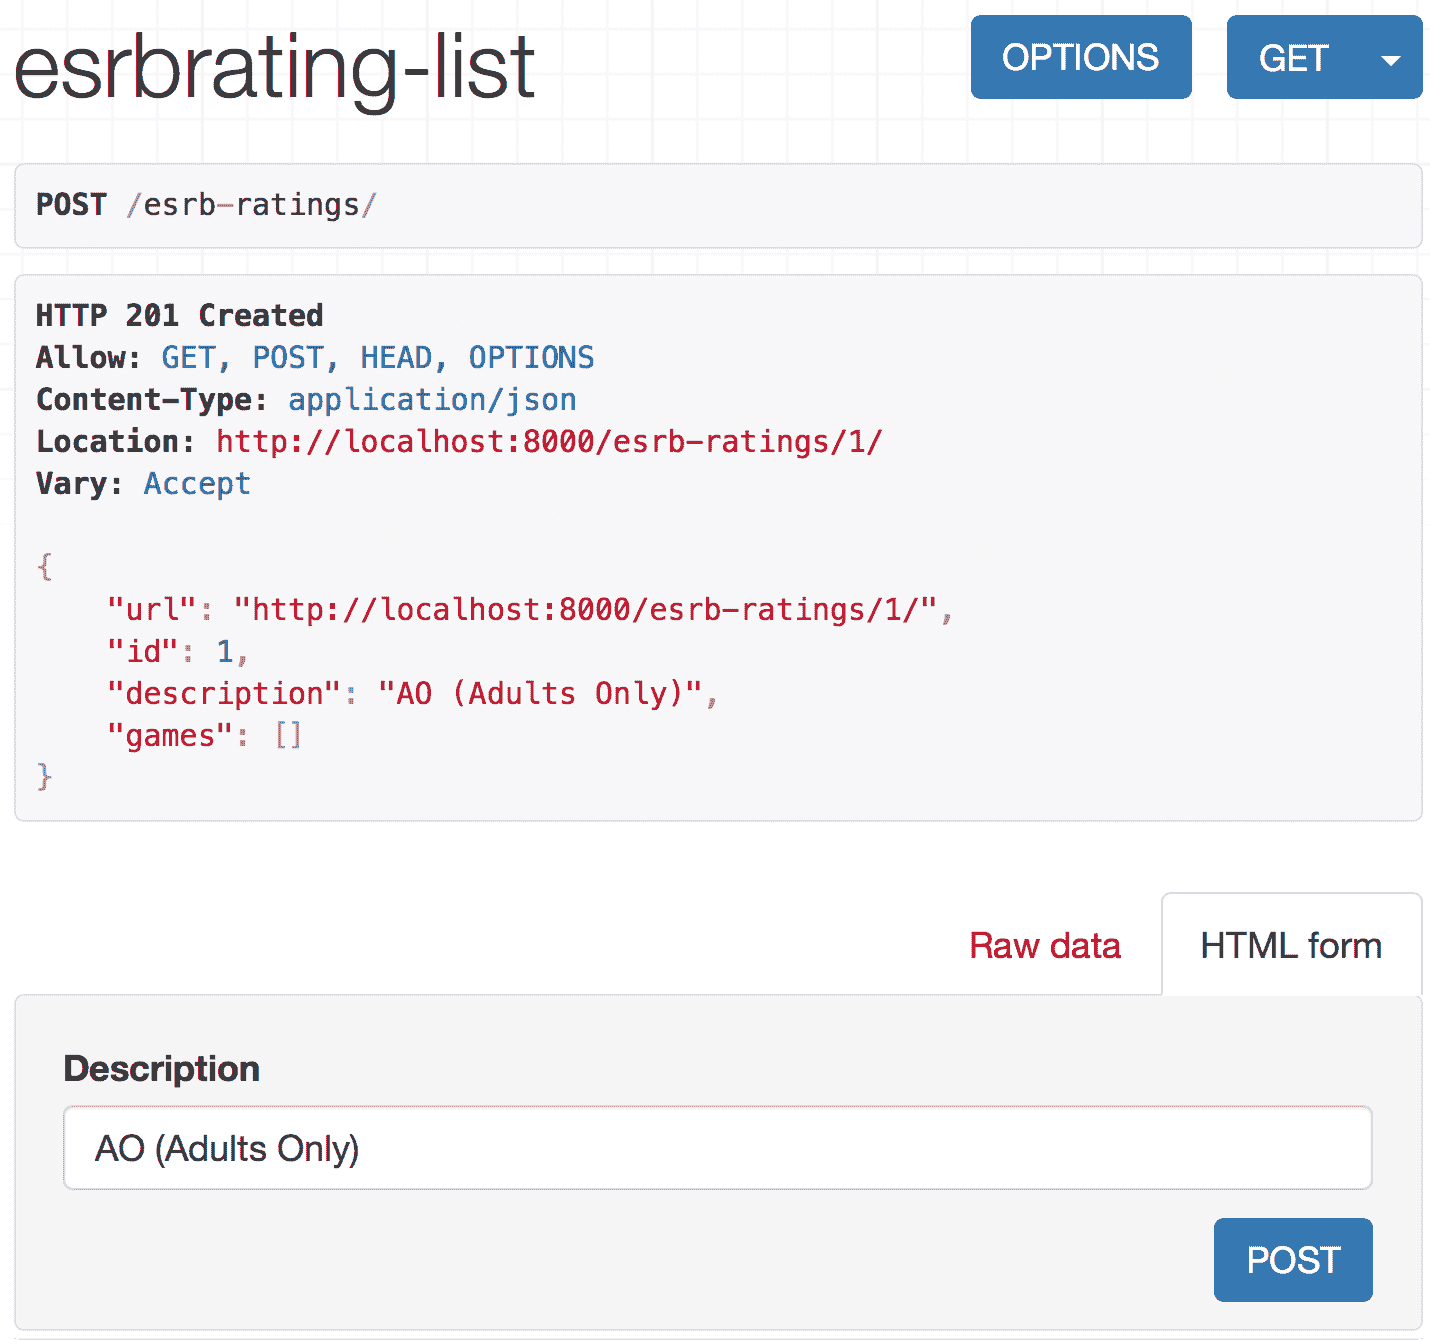 esrbrating-list
OPTIONS
GET
POST /esrb-ratings/
HTTP 201 Created
Allow: GET, POST, HEAD, OPTIONS
Content-Type: application/json
Location: http://localhost:8000/esrb-ratings/1/
Vary: Accept
{
    "url": "http://localhost:8000/esrb-ratings/1/",
    "id": 1,
    "description": "AO (Adults Only)",
    "games": []
}
Raw data
HTML form
Description
AO (Adults Only)
POST